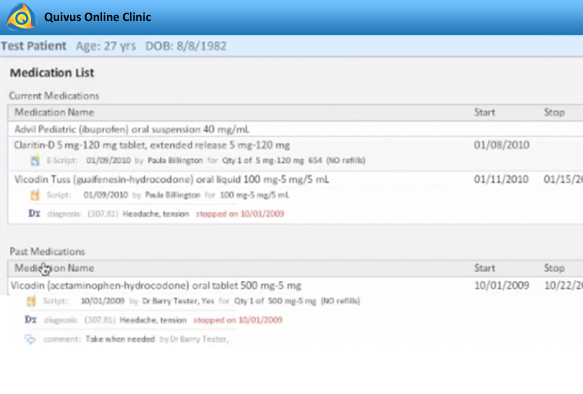 Quivus Online Clinic
Test Patient Age: 27 yrs DOB: 8/8/1982
Medication List
Current Medications
Medication Name Start Stop
Advil Pediatric (ibuprofen) oral suspension 40 mg/mL
Claritin-D 5 mg-120 mg tablet, extended release 5 mg-120 mg 01/08/2010
E-Script: 01/09/2010 by Paula Billington for Qty 1 of 5 mg-120 mg 654 (NO refills)
Vicodin Tuss (guaifenesin-hydrocodone) oral liquid 100 mg-5 mg/5 mL 01/11/2010 01/15/20
Script: 01/09/2010 by Paula Billington for 100 mg-5 mg/5 mL
Dx diagnosis: (307.81) Headache, tension stopped on 10/01/2009
Past Medications
Medication Name Start Stop
Vicodin (acetaminophen-hydrocodone) oral tablet 500 mg-5 mg 10/01/2009 10/22/20
Script: 10/01/2009 by Dr Barry Tester, Yes for Qty 1 of 500 mg-5 mg (NO refills)
Dx diagnosis: (307.81) Headache, tension stopped on 10/01/2009
comment: Take when needed by Dr Barry Tester,